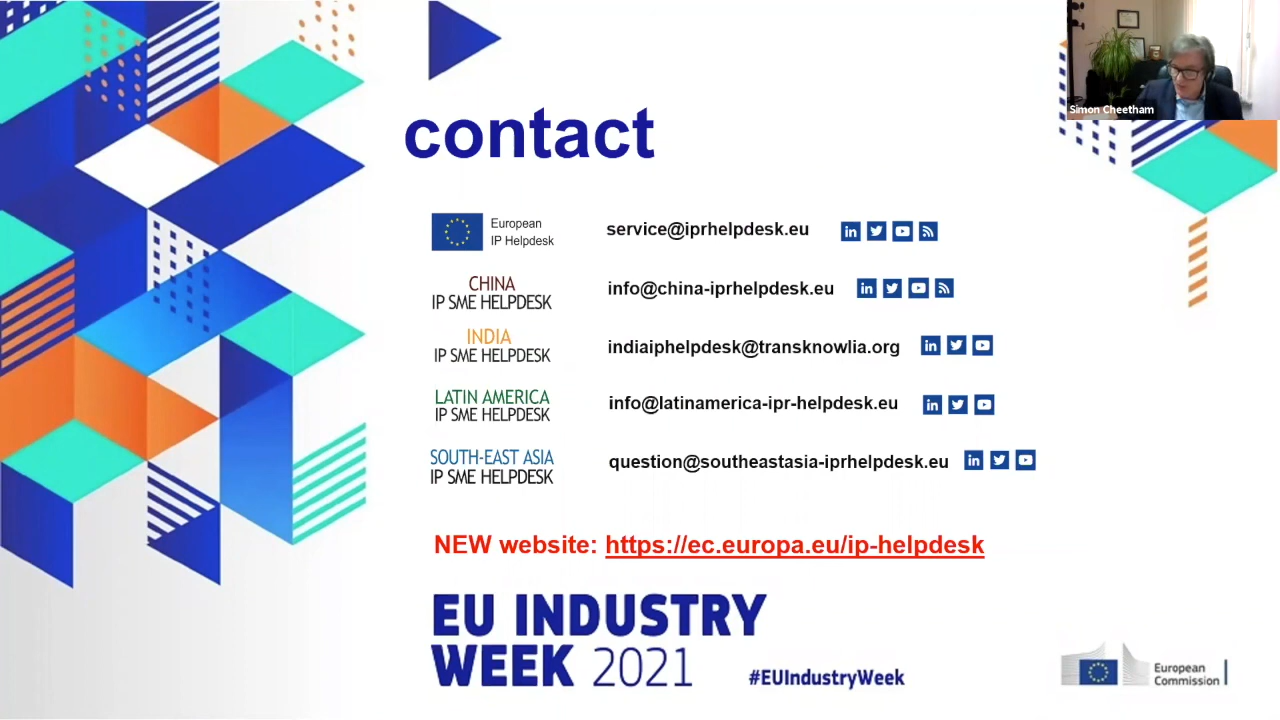 Simon Cheetham
contact
European
IP Helpdesk
service@iprhelpdesk.eu
CHINA
IP SME HELPDESK
info@china-iprhelpdesk.eu
INDIA
IP SME HELPDESK
indiaiphelpdesk@transknowlia.org
LATIN AMERICA
IP SME HELPDESK
info@latinamerica-ipr-helpdesk.eu
SOUTH-EAST ASIA
IP SME HELPDESK
question@southeastasia-iprhelpdesk.eu
NEW website: https://ec.europa.eu/ip-helpdesk
EU INDUSTRY
WEEK 2021
#EUIndustryWeek
European
Commission